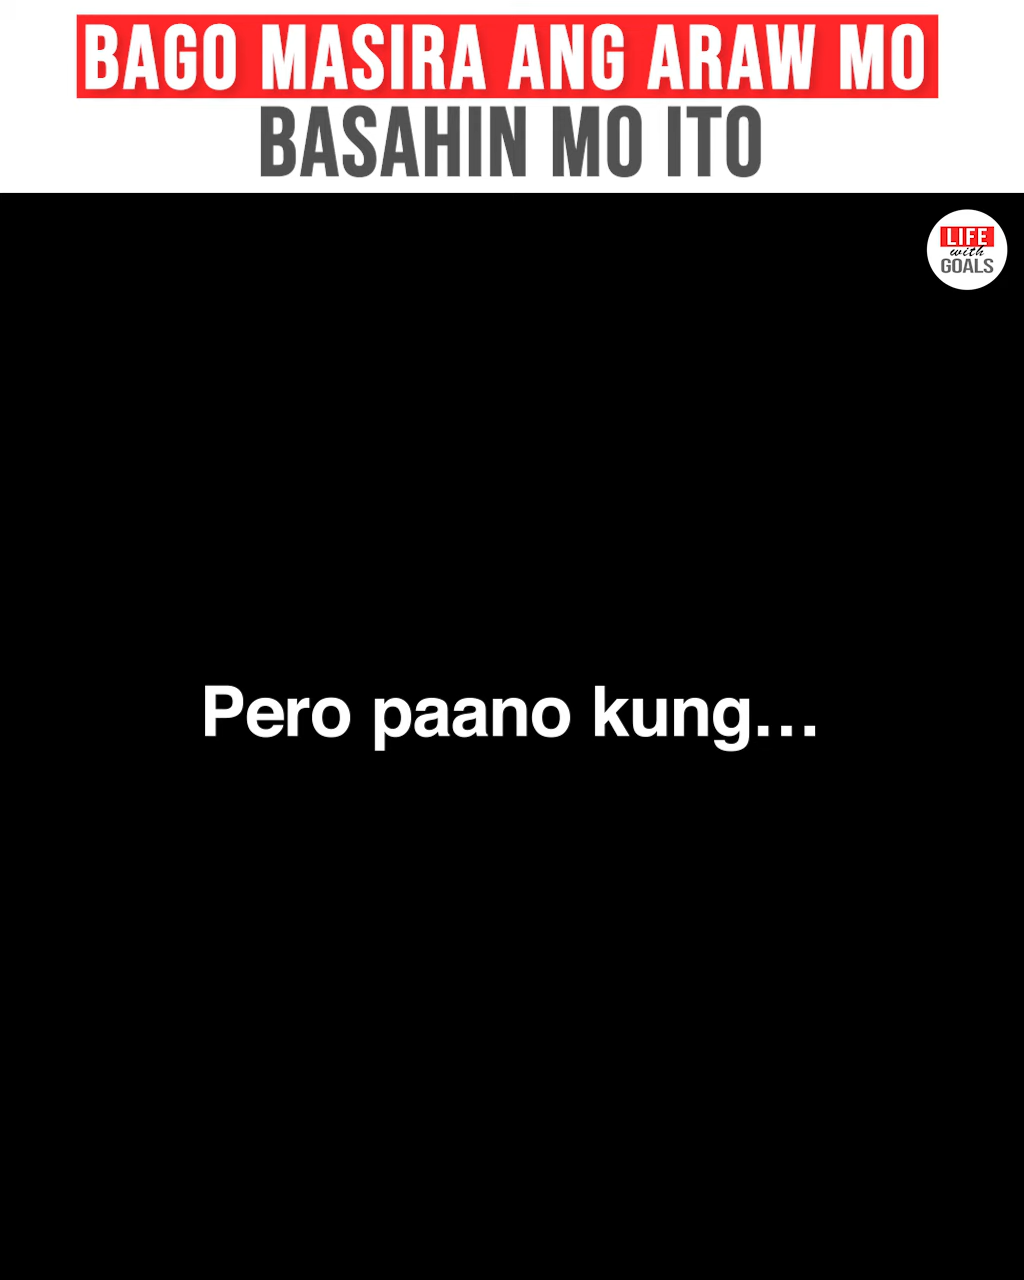 BAGO MASIRA ANG ARAW MO
BASAHIN MO ITO
LIFE
with
GOALS
Pero paano kung...